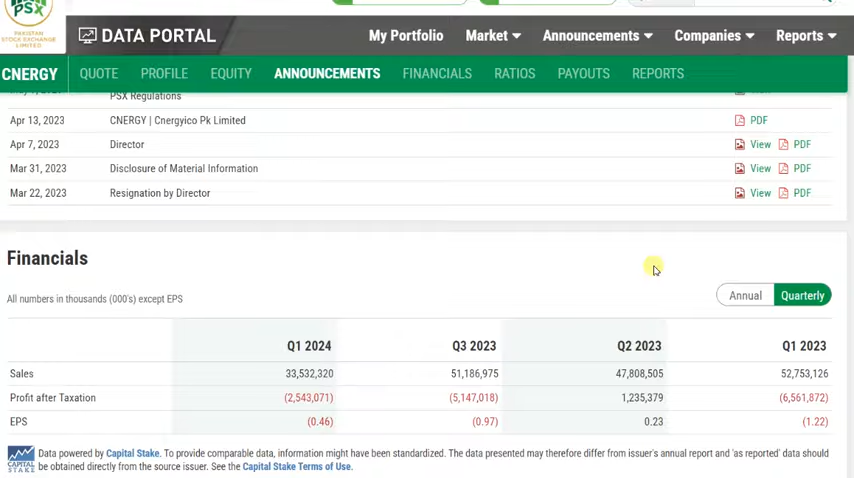 PSX
PAKISTAN
STOCK EXCHANGE
LIMITED
DATA PORTAL
My Portfolio
Market
Announcements
Companies
Reports
CNERGY
QUOTE
PROFILE
EQUITY
ANNOUNCEMENTS
FINANCIALS
RATIOS
PAYOUTS
REPORTS
PSX Regulations
Apr 13, 2023 CNERGY | Cnergyico Pk Limited PDF
Apr 7, 2023 Director View PDF
Mar 31, 2023 Disclosure of Material Information View PDF
Mar 22, 2023 Resignation by Director View PDF
Financials
All numbers in thousands (000's) except EPS
Annual Quarterly
Q1 2024 Q3 2023 Q2 2023 Q1 2023
Sales 33,532,320 51,186,975 47,808,505 52,753,126
Profit after Taxation (2,543,071) (5,147,018) 1,235,379 (6,561,872)
EPS (0.46) (0.97) 0.23 (1.22)
CAPITAL
STAKE
Data powered by Capital Stake. To provide comparable data, information might have been standardized. The data presented may therefore differ from issuer's annual report and 'as reported' data should
be obtained directly from the source issuer. See the Capital Stake Terms of Use.